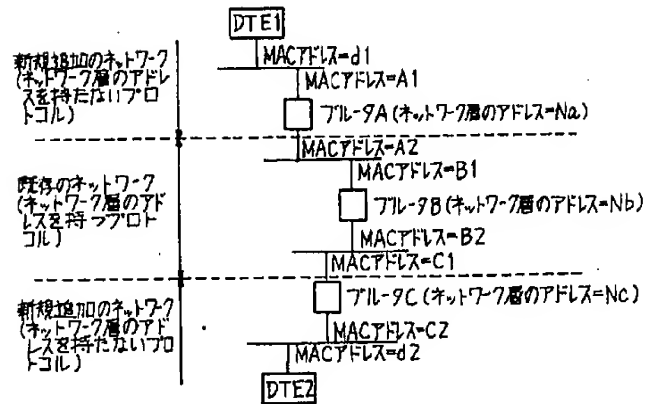 DTE1
MACアドレス=d1
新規追加のネットワーク
(ネットワーク層のアドレ
スを持たないプロ
トコル)
MACアドレス=A1
ブルータA(ネットワーク層のアドレス=Na)
MACアドレス=A2
MACアドレス=B1
既存のネットワーク
(ネットワーク層のアド
レスを持つプロト
コル)
ブルータB(ネットワーク層のアドレス=Nb)
MACアドレス=B2
MACアドレス=C1
新規追加のネットワーク
(ネットワーク層のアド
レスを持たないプロ
トコル)
ブルータC(ネットワーク層のアドレス=Nc)
MACアドレス=C2
MACアドレス=d2
DTE2